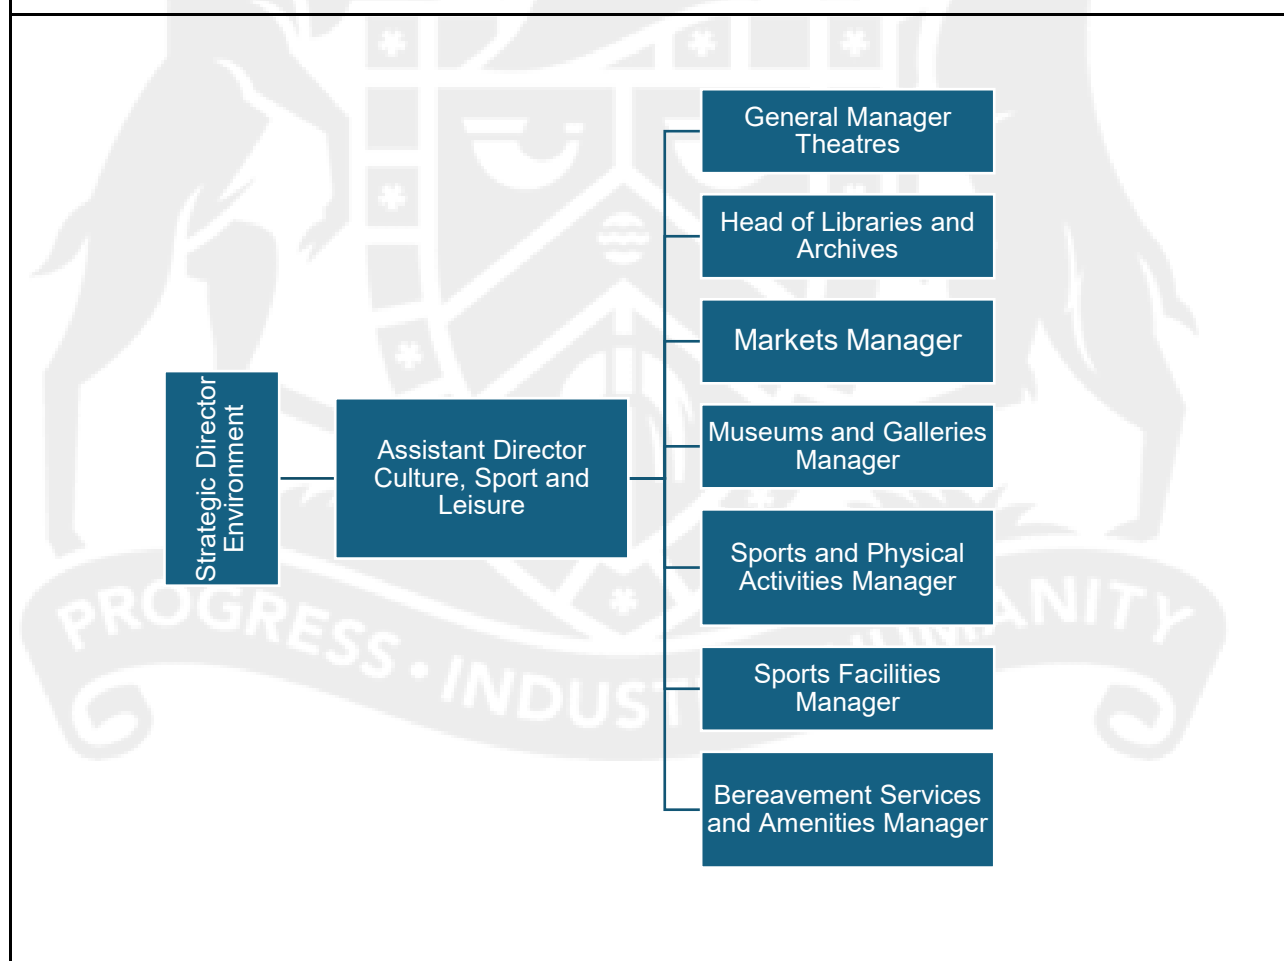 General Manager
Theatres
Head of Libraries and
Archives
Markets Manager
Museums and Galleries
Manager
Strategic Director
Environment
Assistant Director
Culture, Sport and
Leisure
Sports and Physical
Activities Manager
Sports Facilities
Manager
Bereavement Services
and Amenities Manager
PROGRESS · INDUST UMANITY